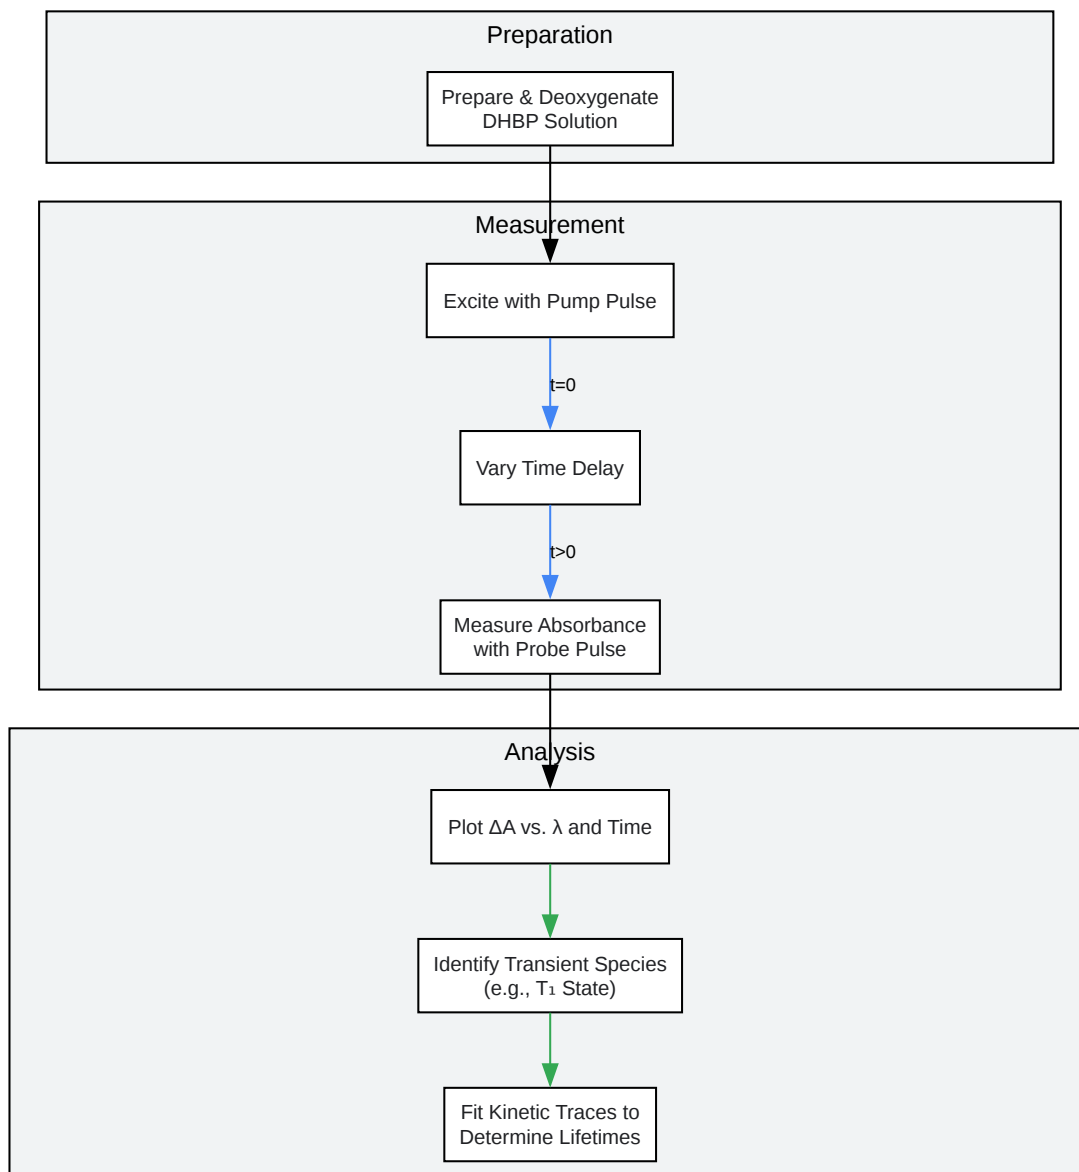 Preparation
Prepare & Deoxygenate
DHBP Solution
Measurement
Excite with Pump Pulse
t=0
Vary Time Delay
t>0
Measure Absorbance
with Probe Pulse
Analysis
Plot ΔA vs. λ and Time
Identify Transient Species
(e.g., T₁ State)
Fit Kinetic Traces to
Determine Lifetimes